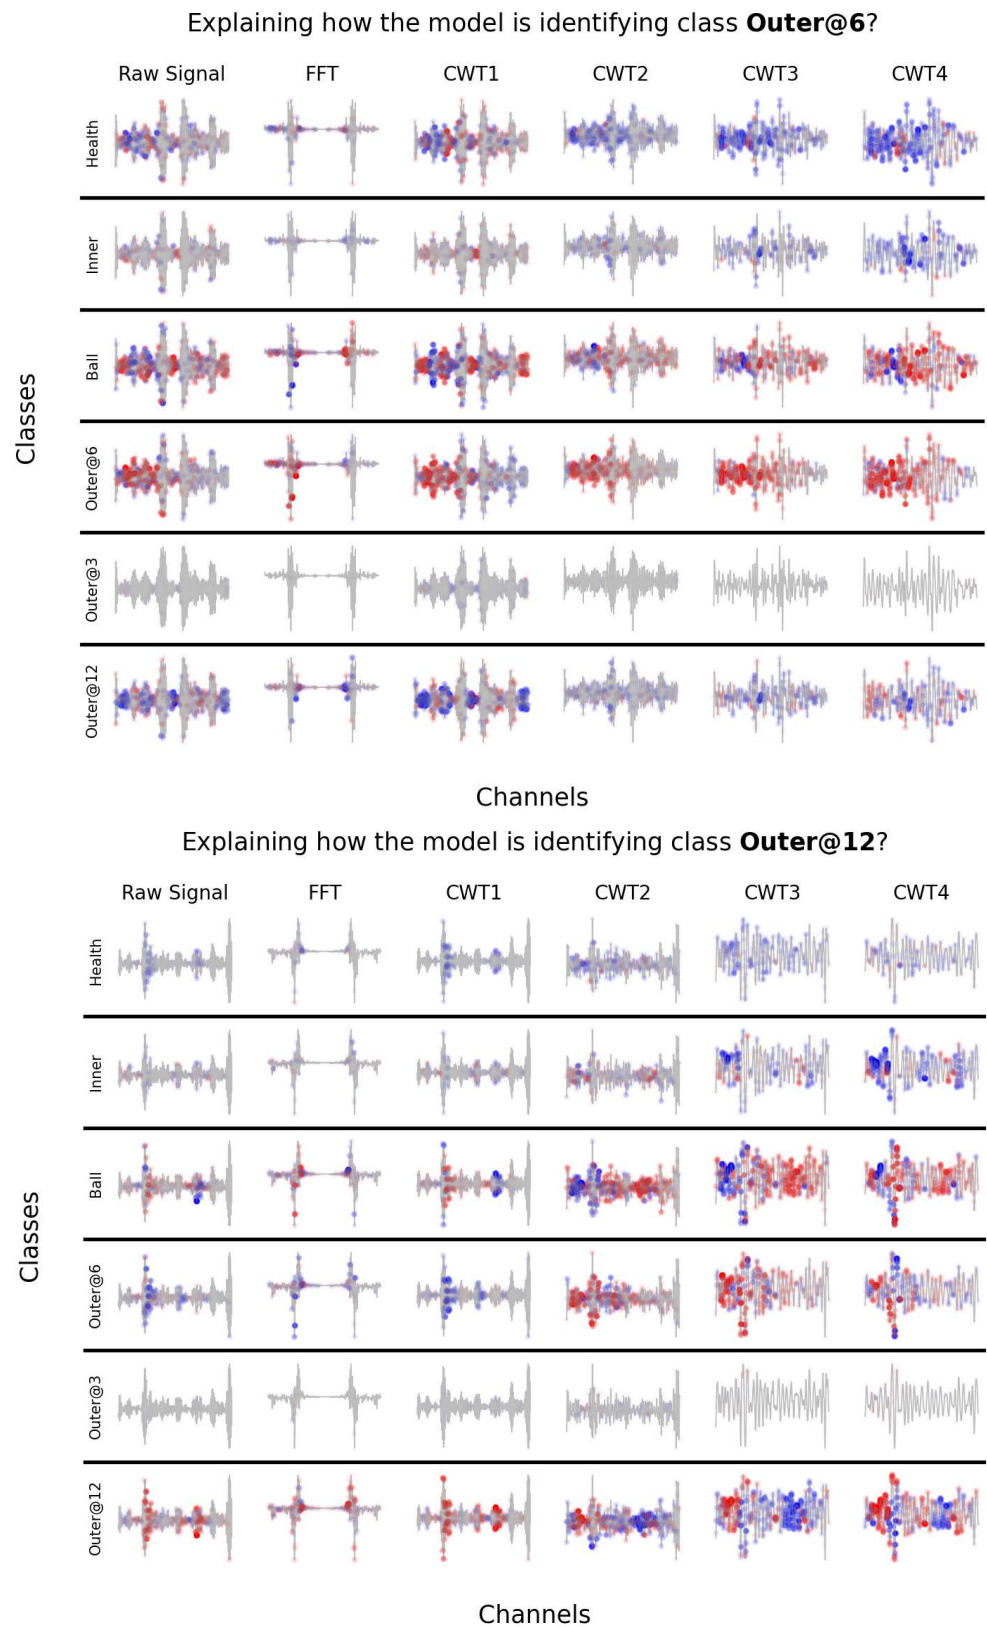 Explaining how the model is identifying class Outer@6?
Raw Signal FFT CWT1 CWT2 CWT3 CWT4
Health
Inner
Ball
Outer@6
Outer@3
Outer@12
Classes
Channels
Explaining how the model is identifying class Outer@12?
Raw Signal FFT CWT1 CWT2 CWT3 CWT4
Health
Inner
Ball
Outer@6
Outer@3
Outer@12
Classes
Channels